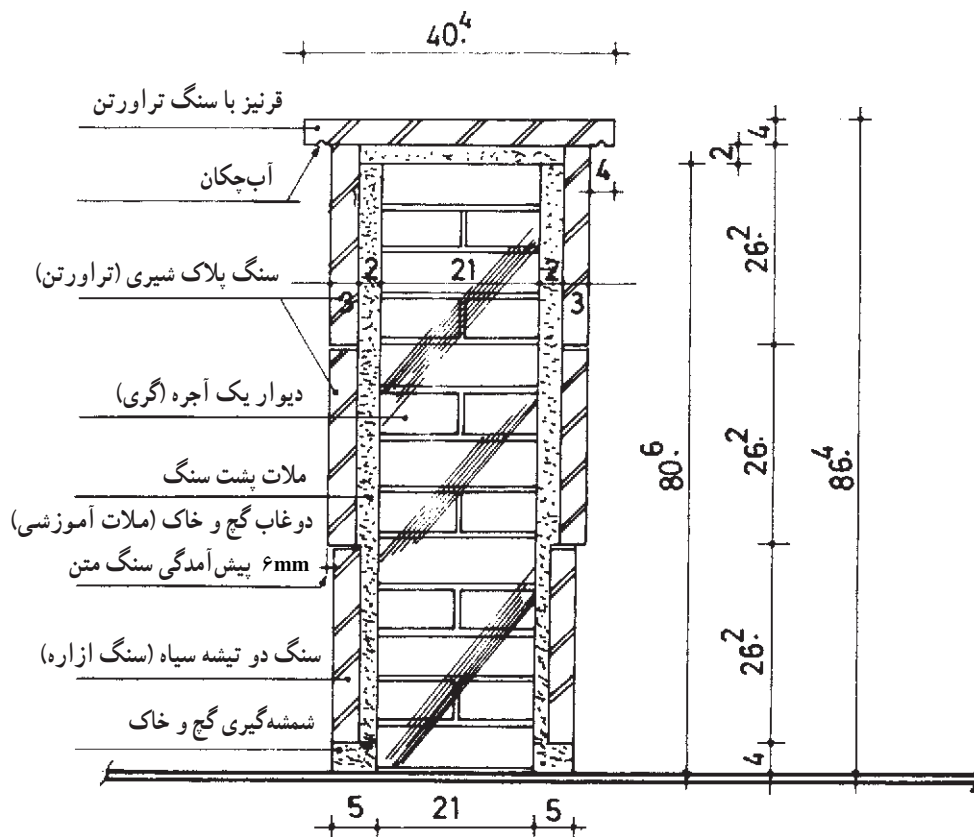 40.4
قرنیز با سنگ تراورتن
آب‌چکان
سنگ پلاک شیری (تراورتن)
دیوار یک آجره (گری)
ملات پشت سنگ
دوغاب گچ و خاک (ملات آموزشی)
۶mm پیش‌آمدگی سنگ متن
سنگ دو تیشه سیاه (سنگ ازاره)
شمشه‌گیری گچ و خاک
3
2
21
2
3
4
2
4
26.2
26.2
26.2
4
80.6
86.4
5
21
5